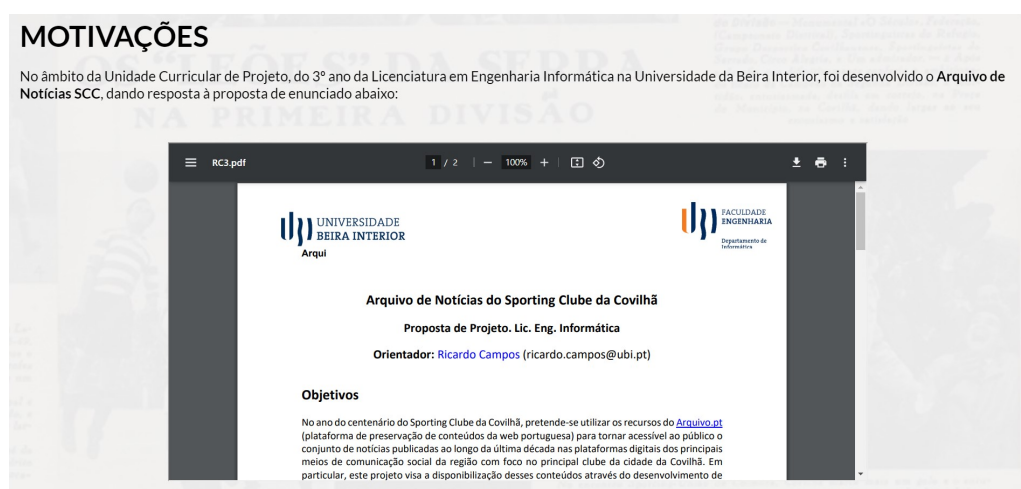 MOTIVAÇÕES
OS "LEÕES" DA SERRA
NA PRIMEIRA DIVISÃO
No âmbito da Unidade Curricular de Projeto, do 3º ano da Licenciatura em Engenharia Informática na Universidade da Beira Interior, foi desenvolvido o Arquivo de
Notícias SCC, dando resposta à proposta de enunciado abaixo:
RC3.pdf
1 / 2
100%
UNIVERSIDADE
BEIRA INTERIOR
FACULDADE
ENGENHARIA
Departamento de
Informática
Arqui
Arquivo de Notícias do Sporting Clube da Covilhã
Proposta de Projeto. Lic. Eng. Informática
Orientador: Ricardo Campos (ricardo.campos@ubi.pt)
Objetivos
No ano do centenário do Sporting Clube da Covilhã, pretende-se utilizar os recursos do Arquivo.pt
(plataforma de preservação de conteúdos da web portuguesa) para tornar acessível ao público o
conjunto de notícias publicadas ao longo da última década nas plataformas digitais dos principais
meios de comunicação social da região com foco no principal clube da cidade da Covilhã. Em
particular, este projeto visa a disponibilização desses conteúdos através do desenvolvimento de